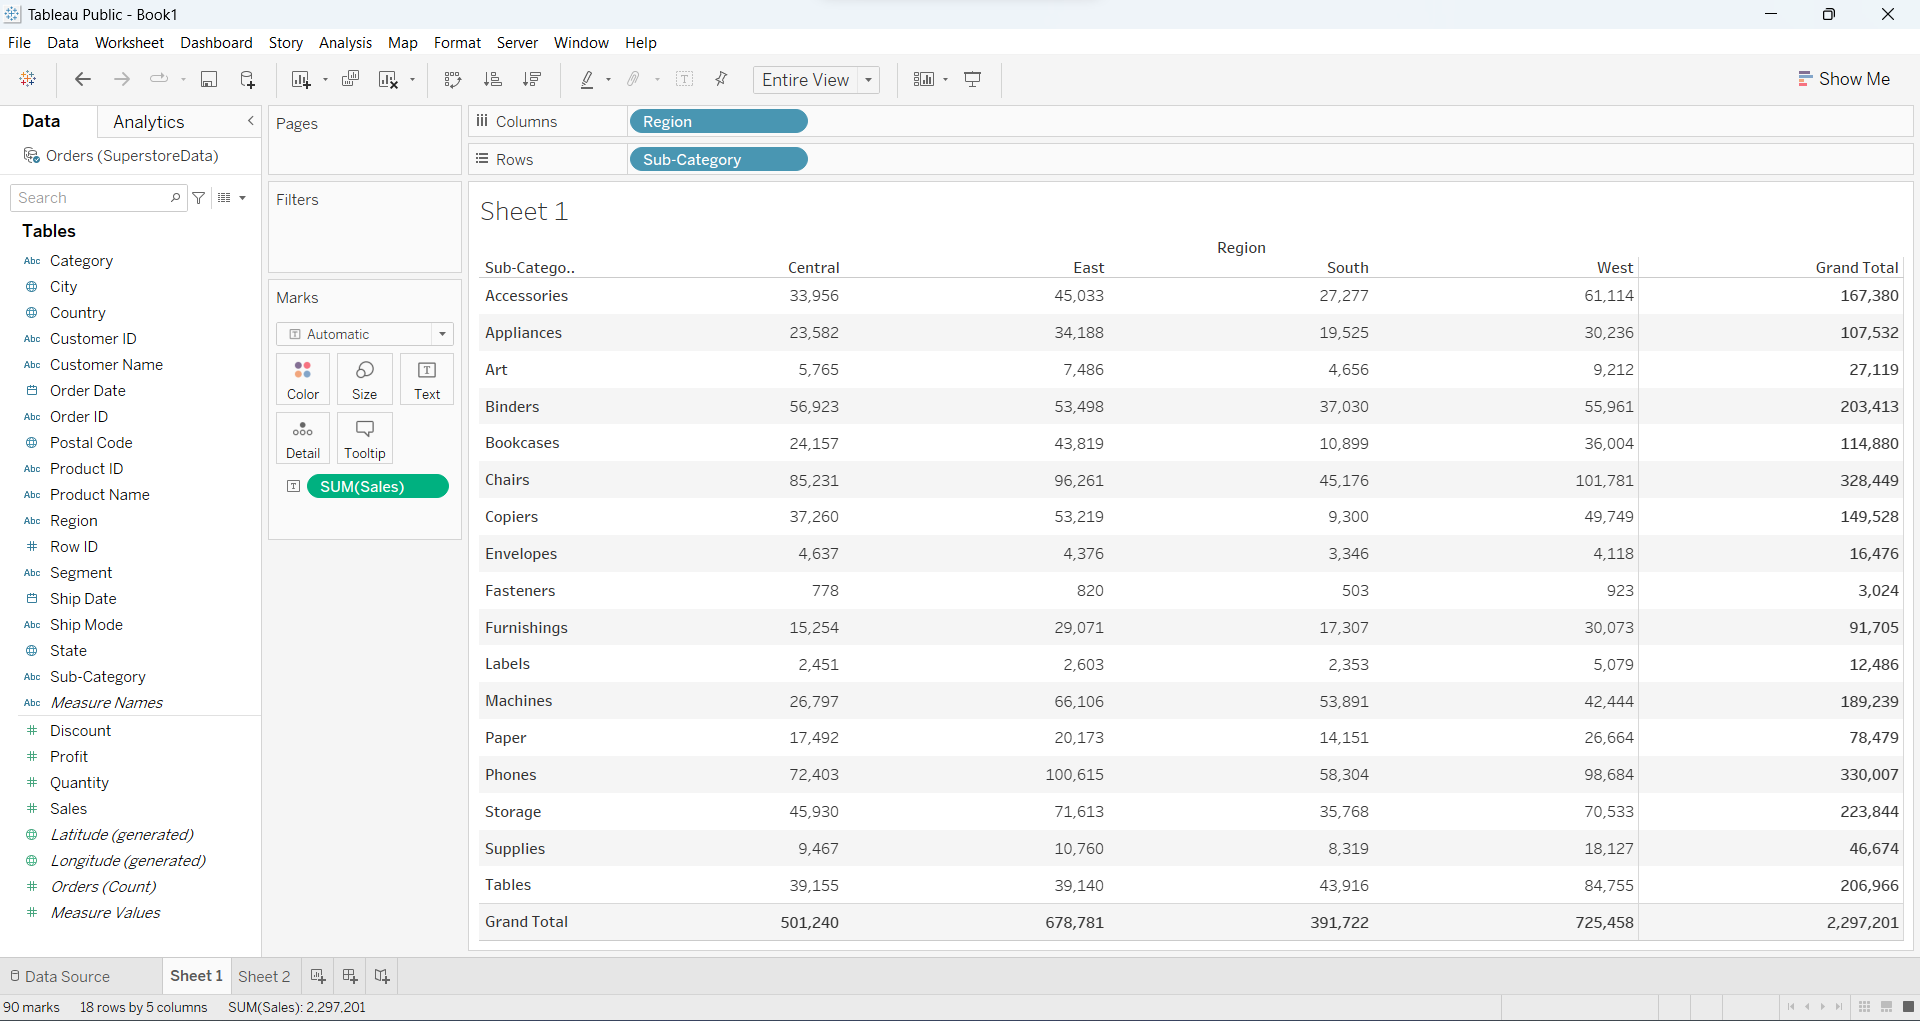 Tableau Public - Book1
File Data Worksheet Dashboard Story Analysis Map Format Server Window Help
Entire View
Show Me
Data Analytics
Orders (SuperstoreData)
Search
Tables
Abc Category
City
Country
Abc Customer ID
Abc Customer Name
Order Date
Abc Order ID
Postal Code
Abc Product ID
Abc Product Name
Abc Region
# Row ID
Abc Segment
Ship Date
Abc Ship Mode
State
Abc Sub-Category
Abc Measure Names
# Discount
# Profit
# Quantity
# Sales
Latitude (generated)
Longitude (generated)
# Orders (Count)
# Measure Values
Pages
Filters
Marks
T Automatic
Color Size Text
Detail Tooltip
T SUM(Sales)
Columns Region
Rows Sub-Category
Sheet 1
Region
Sub-Catego.. Central East South West Grand Total
Accessories 33,956 45,033 27,277 61,114 167,380
Appliances 23,582 34,188 19,525 30,236 107,532
Art 5,765 7,486 4,656 9,212 27,119
Binders 56,923 53,498 37,030 55,961 203,413
Bookcases 24,157 43,819 10,899 36,004 114,880
Chairs 85,231 96,261 45,176 101,781 328,449
Copiers 37,260 53,219 9,300 49,749 149,528
Envelopes 4,637 4,376 3,346 4,118 16,476
Fasteners 778 820 503 923 3,024
Furnishings 15,254 29,071 17,307 30,073 91,705
Labels 2,451 2,603 2,353 5,079 12,486
Machines 26,797 66,106 53,891 42,444 189,239
Paper 17,492 20,173 14,151 26,664 78,479
Phones 72,403 100,615 58,304 98,684 330,007
Storage 45,930 71,613 35,768 70,533 223,844
Supplies 9,467 10,760 8,319 18,127 46,674
Tables 39,155 39,140 43,916 84,755 206,966
Grand Total 501,240 678,781 391,722 725,458 2,297,201
Data Source Sheet 1 Sheet 2
90 marks 18 rows by 5 columns SUM(Sales): 2,297,201